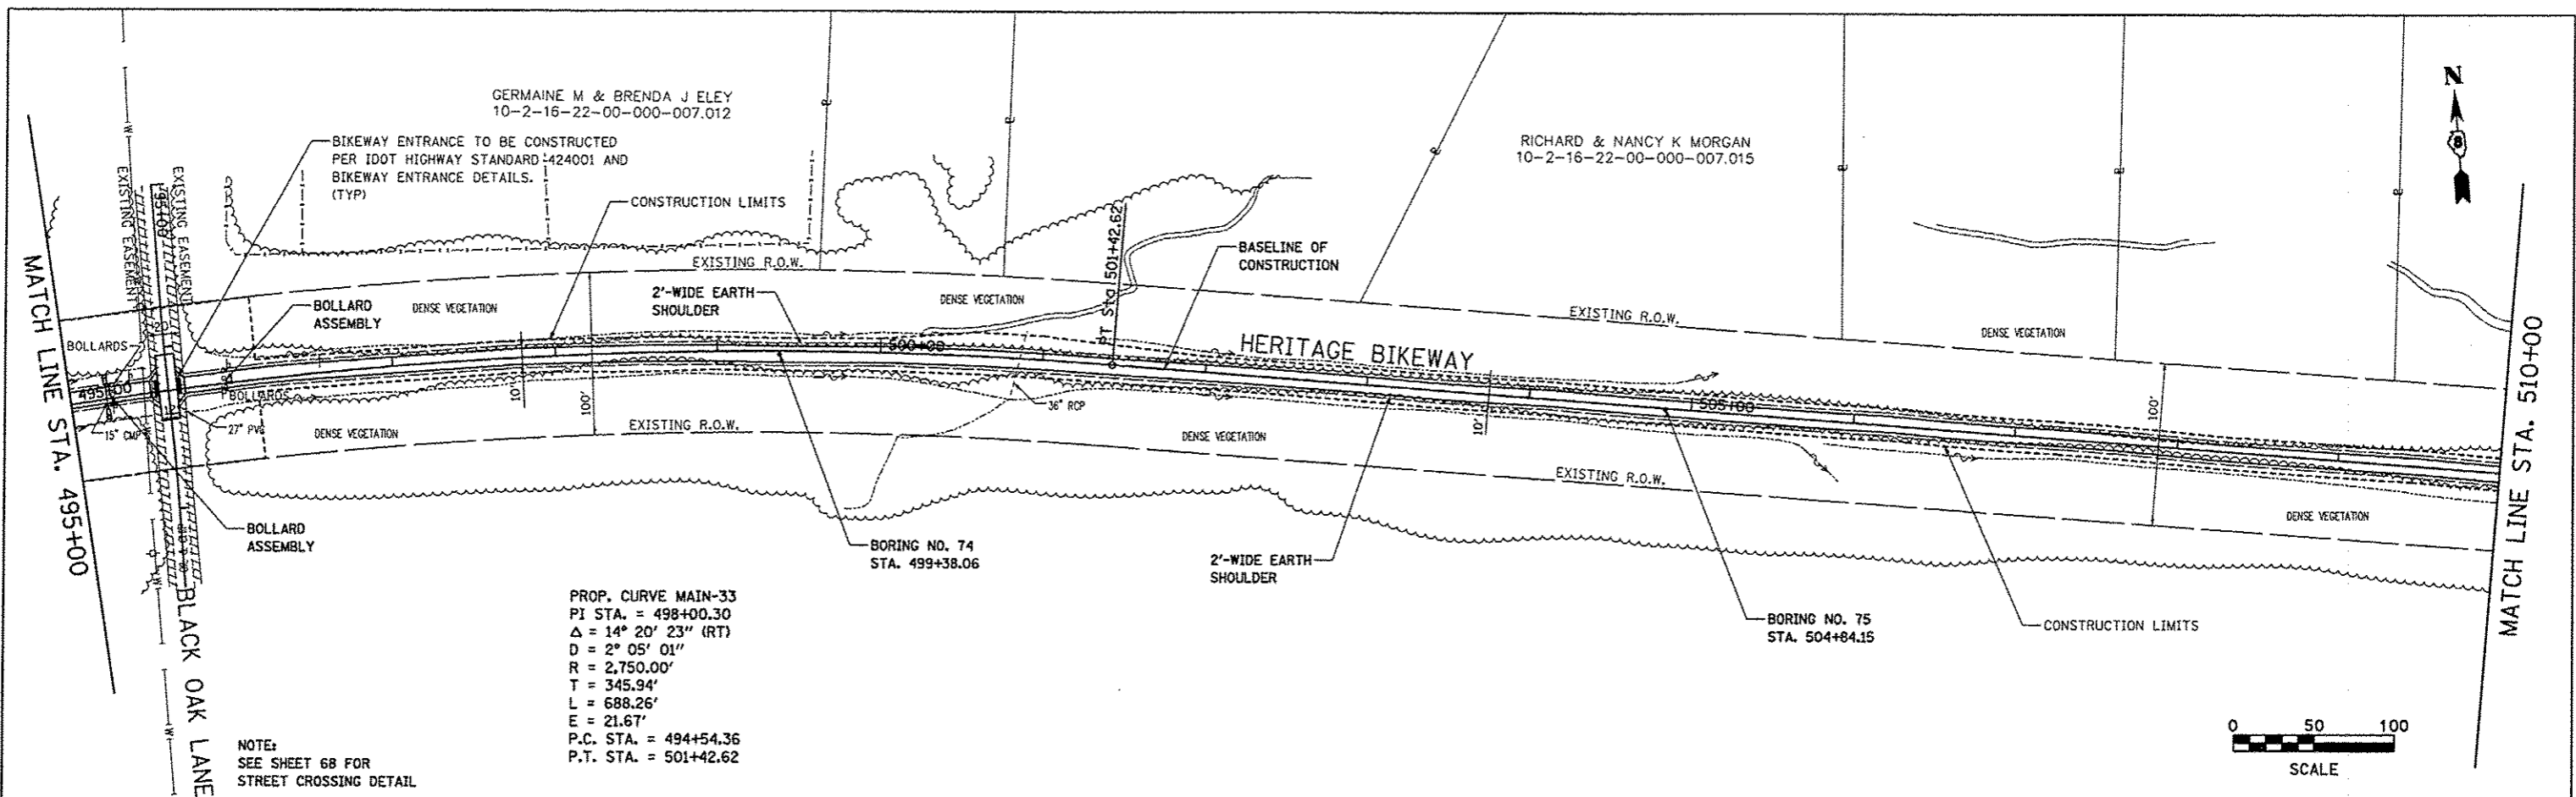 GERMAINE M & BRENDA J ELEY
10-2-16-22-00-000-007.012
BIKEWAY ENTRANCE TO BE CONSTRUCTED
PER IDOT HIGHWAY STANDARD 424001 AND
BIKEWAY ENTRANCE DETAILS.
(TYP)
CONSTRUCTION LIMITS
RICHARD & NANCY K MORGAN
10-2-16-22-00-000-007.015
N
8
EXISTING EASEMENT
EXISTING EASEMENT
95+00
MATCH LINE STA. 495+00
BOLLARDS
20'
BOLLARD
ASSEMBLY
DENSE VEGETATION
EXISTING R.O.W.
2'-WIDE EARTH
SHOULDER
DENSE VEGETATION
PT Sta 501+42.62
BASELINE OF
CONSTRUCTION
EXISTING R.O.W.
DENSE VEGETATION
HERITAGE BIKEWAY
495+00
500+00
505+00
BOLLARDS
15" CMP
27" PVC
10'
100'
36" RCP
10'
100'
DENSE VEGETATION
EXISTING R.O.W.
DENSE VEGETATION
EXISTING R.O.W.
DENSE VEGETATION
MATCH LINE STA. 510+00
BOLLARD
ASSEMBLY
BORING NO. 74
STA. 499+38.06
2'-WIDE EARTH
SHOULDER
BORING NO. 75
STA. 504+84.15
CONSTRUCTION LIMITS
BLACK OAK LANE
PROP. CURVE MAIN-33
PI STA. = 498+00.30
Δ = 14° 20' 23" (RT)
D = 2° 05' 01"
R = 2,750.00'
T = 345.94'
L = 688.26'
E = 21.67'
P.C. STA. = 494+54.36
P.T. STA. = 501+42.62
NOTE:
SEE SHEET 68 FOR
STREET CROSSING DETAIL
0 50 100
SCALE